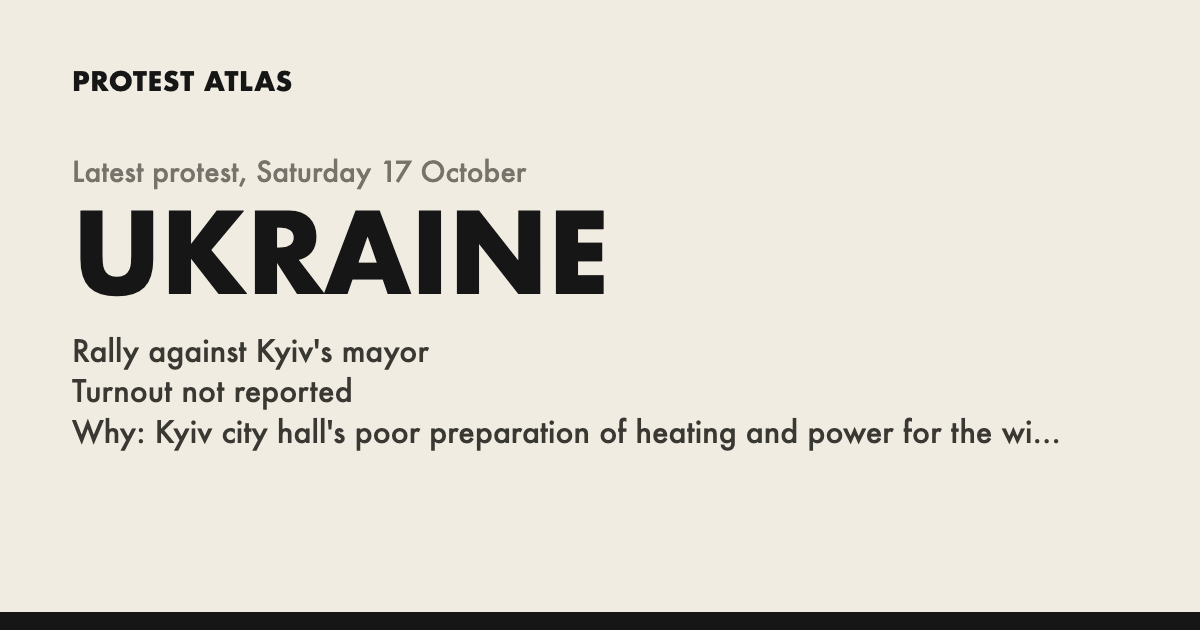 PROTEST ATLAS
Latest protest, Saturday 17 October
UKRAINE
Rally against Kyiv's mayor
Turnout not reported
Why: Kyiv city hall's poor preparation of heating and power for the wi...